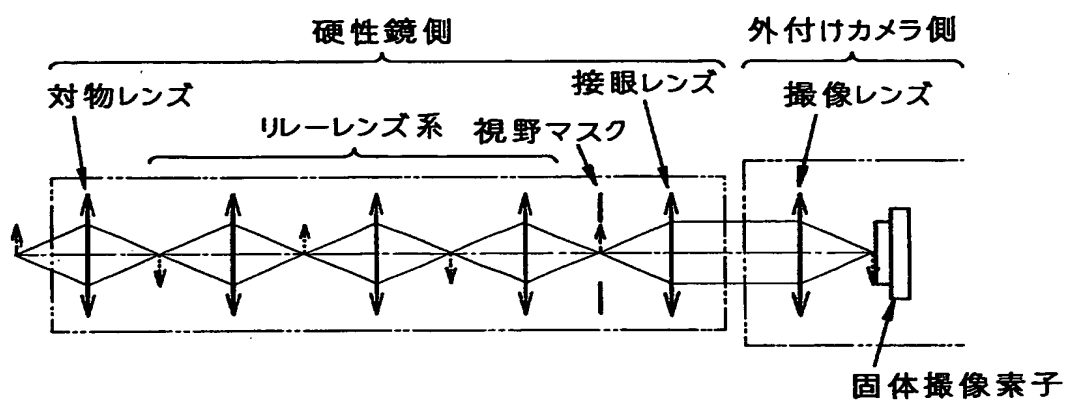 硬性鏡側
外付けカメラ側
対物レンズ
接眼レンズ
撮像レンズ
リレーレンズ系
視野マスク
固体撮像素子